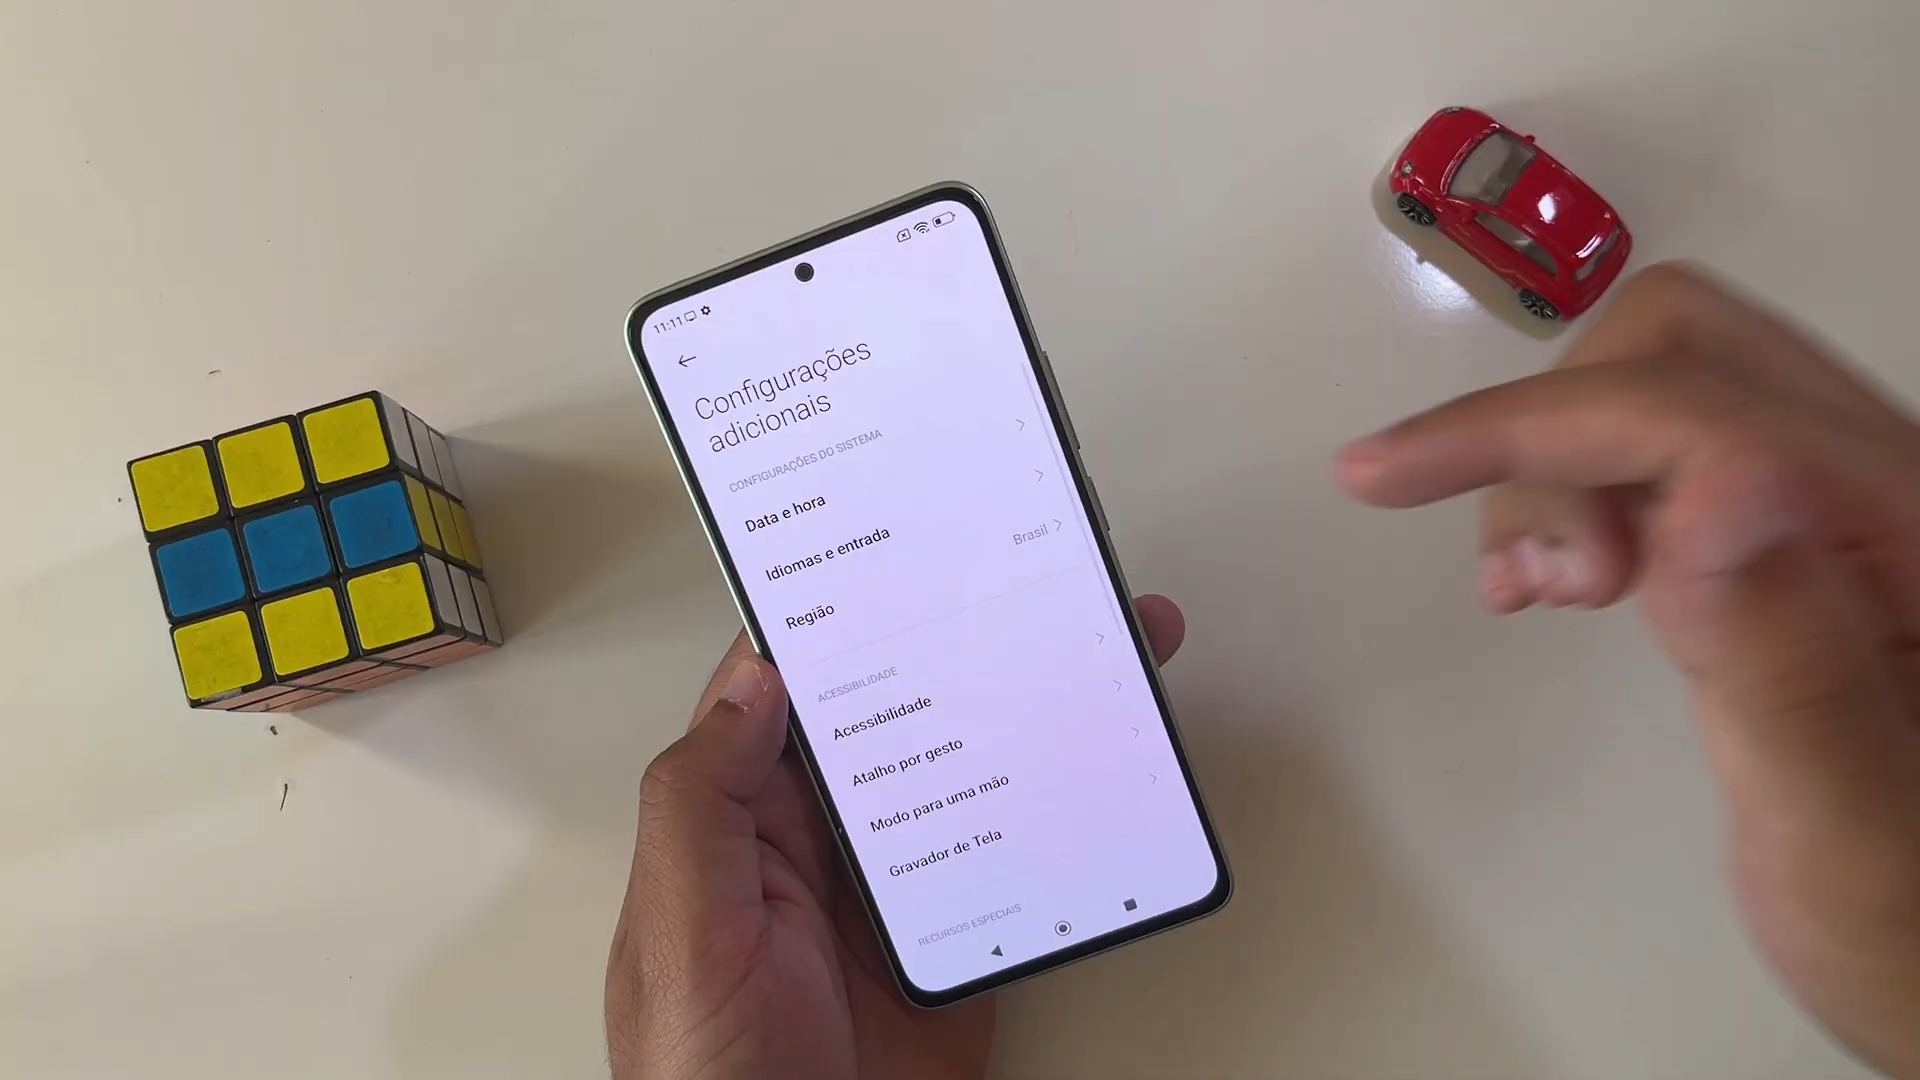 11:11
Configurações
adicionais
CONFIGURAÇÕES DO SISTEMA
Data e hora
Idiomas e entrada
Região
Brasil
ACESSIBILIDADE
Acessibilidade
Atalho por gesto
Modo para uma mão
Gravador de Tela
RECURSOS ESPECIAIS